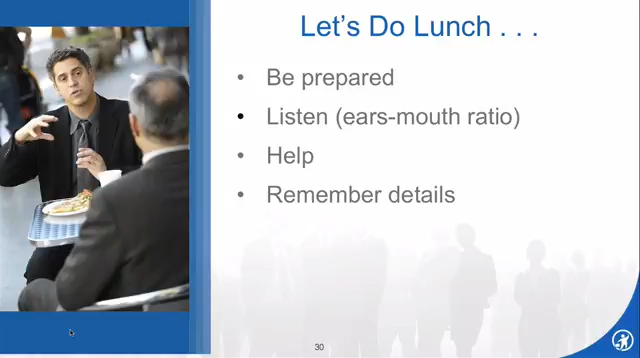 Let's Do Lunch . . .
• Be prepared
• Listen (ears-mouth ratio)
• Help
• Remember details
30